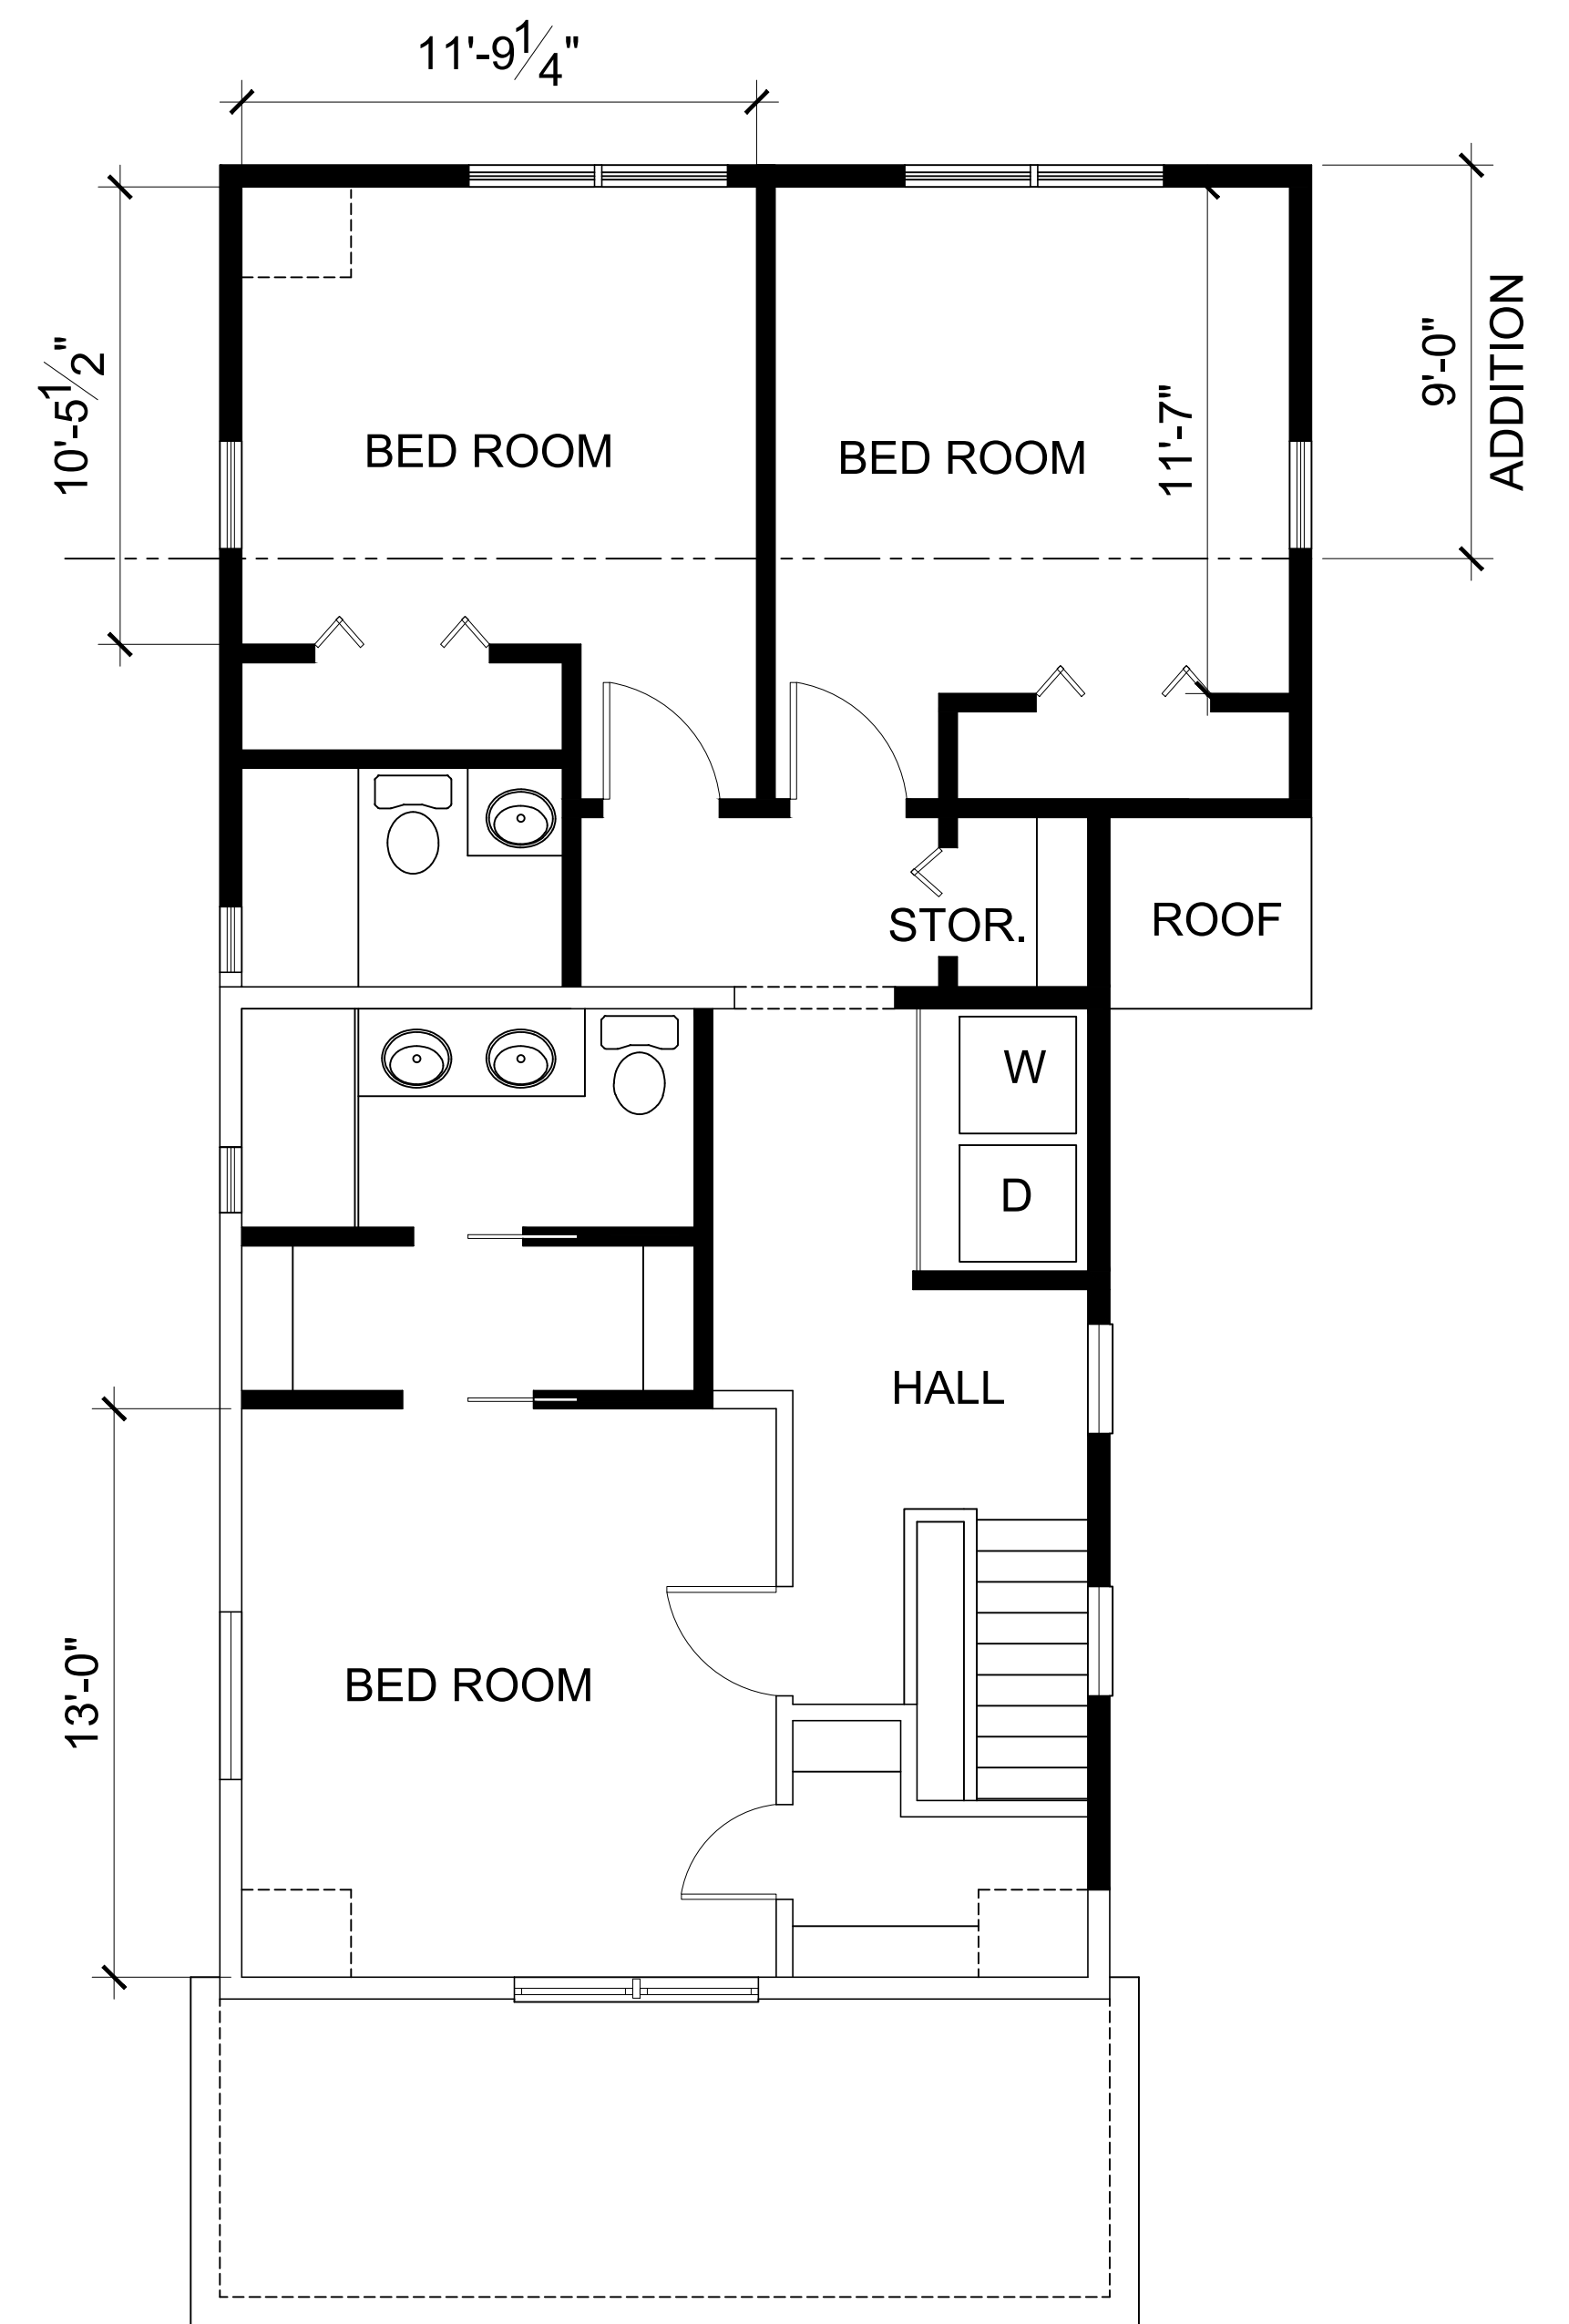 11'-9 1/4"
10'-5 1/2"
BED ROOM
BED ROOM
11'-7"
9'-0"
ADDITION
STOR.
ROOF
W
D
HALL
13'-0"
BED ROOM